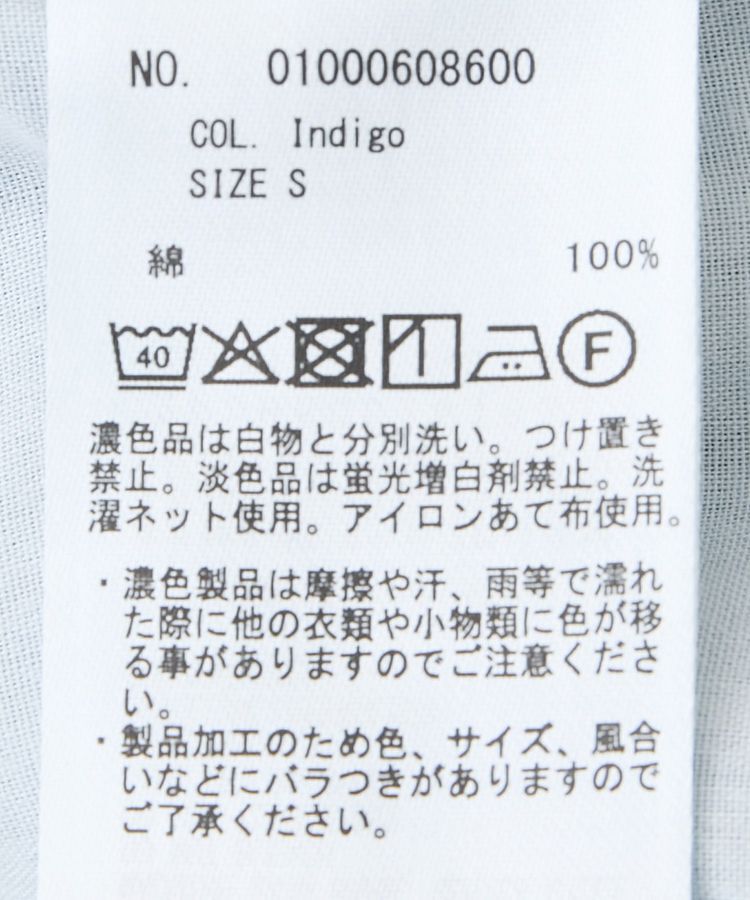 NO. 01000608600
COL. Indigo
SIZE S
綿 100%
40 F
濃色品は白物と分別洗い。つけ置き
禁止。淡色品は蛍光増白剤禁止。洗
濯ネット使用。アイロンあて布使用。
・濃色製品は摩擦や汗、雨等で濡れ
た際に他の衣類や小物類に色が移
る事がありますのでご注意くださ
い。
・製品加工のため色、サイズ、風合
いなどにバラつきがありますので
ご了承ください。